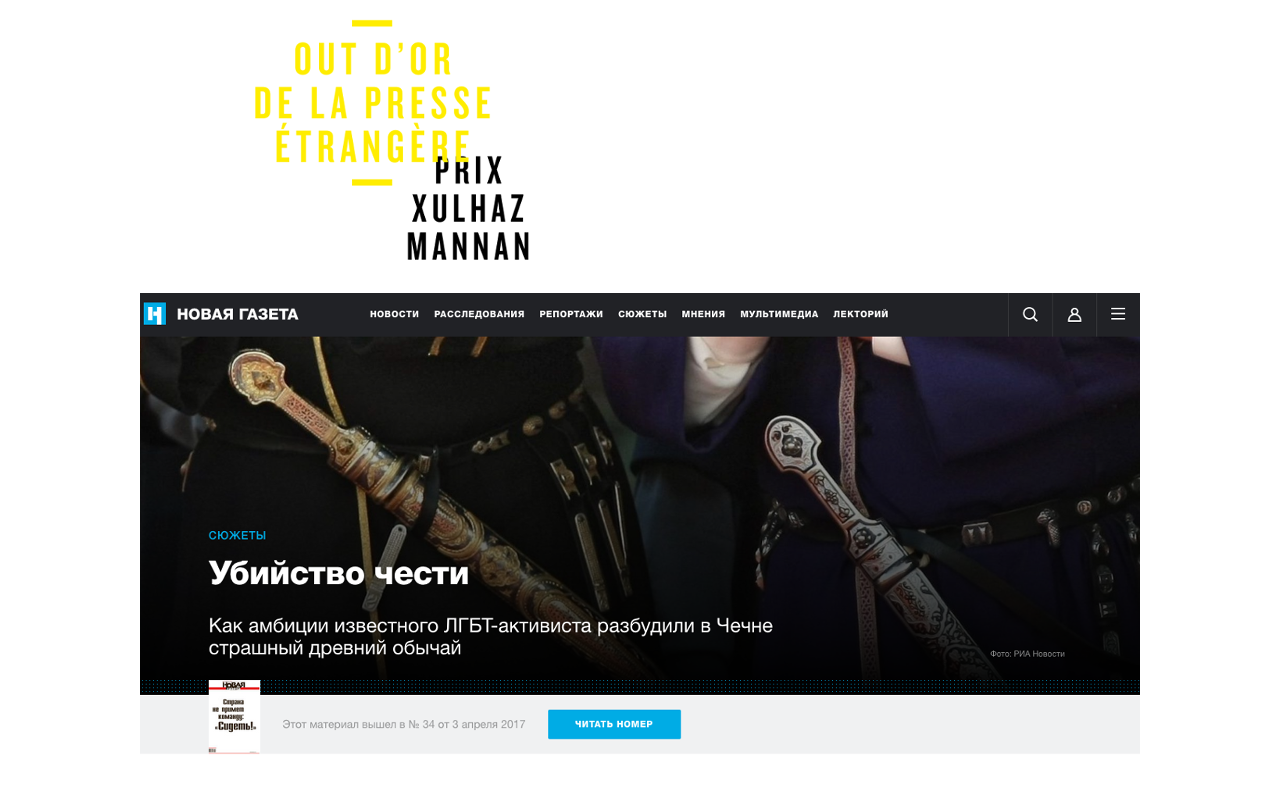 OUT D'OR
DE LA PRESSE
ÉTRANGÈRE
PRIX
XULHAZ
MANNAN
НОВАЯ ГАЗЕТА
НОВОСТИ РАССЛЕДОВАНИЯ РЕПОРТАЖИ СЮЖЕТЫ МНЕНИЯ МУЛЬТИМЕДИА ЛЕКТОРИЙ
СЮЖЕТЫ
Убийство чести
Как амбиции известного ЛГБТ-активиста разбудили в Чечне
страшный древний обычай
Фото: РИА Новости
НОВАЯ
Страна
не примет
команду:
«Сидеть!»
Этот материал вышел в № 34 от 3 апреля 2017
ЧИТАТЬ НОМЕР